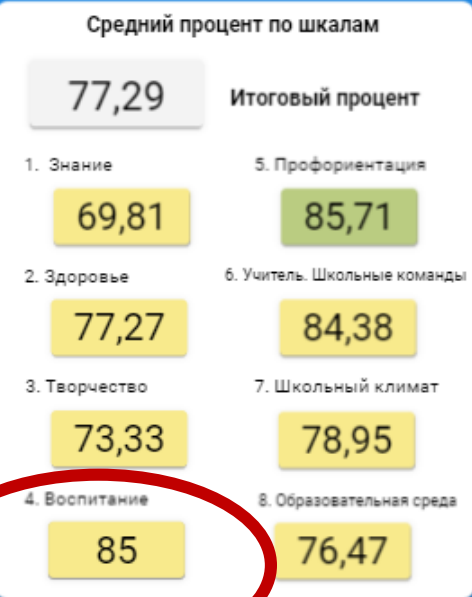 Средний процент по шкалам
77,29 Итоговый процент
1. Знание 5. Профориентация
69,81 85,71
2. Здоровье 6. Учитель. Школьные команды
77,27 84,38
3. Творчество 7. Школьный климат
73,33 78,95
4. Воспитание 8. Образовательная среда
85 76,47